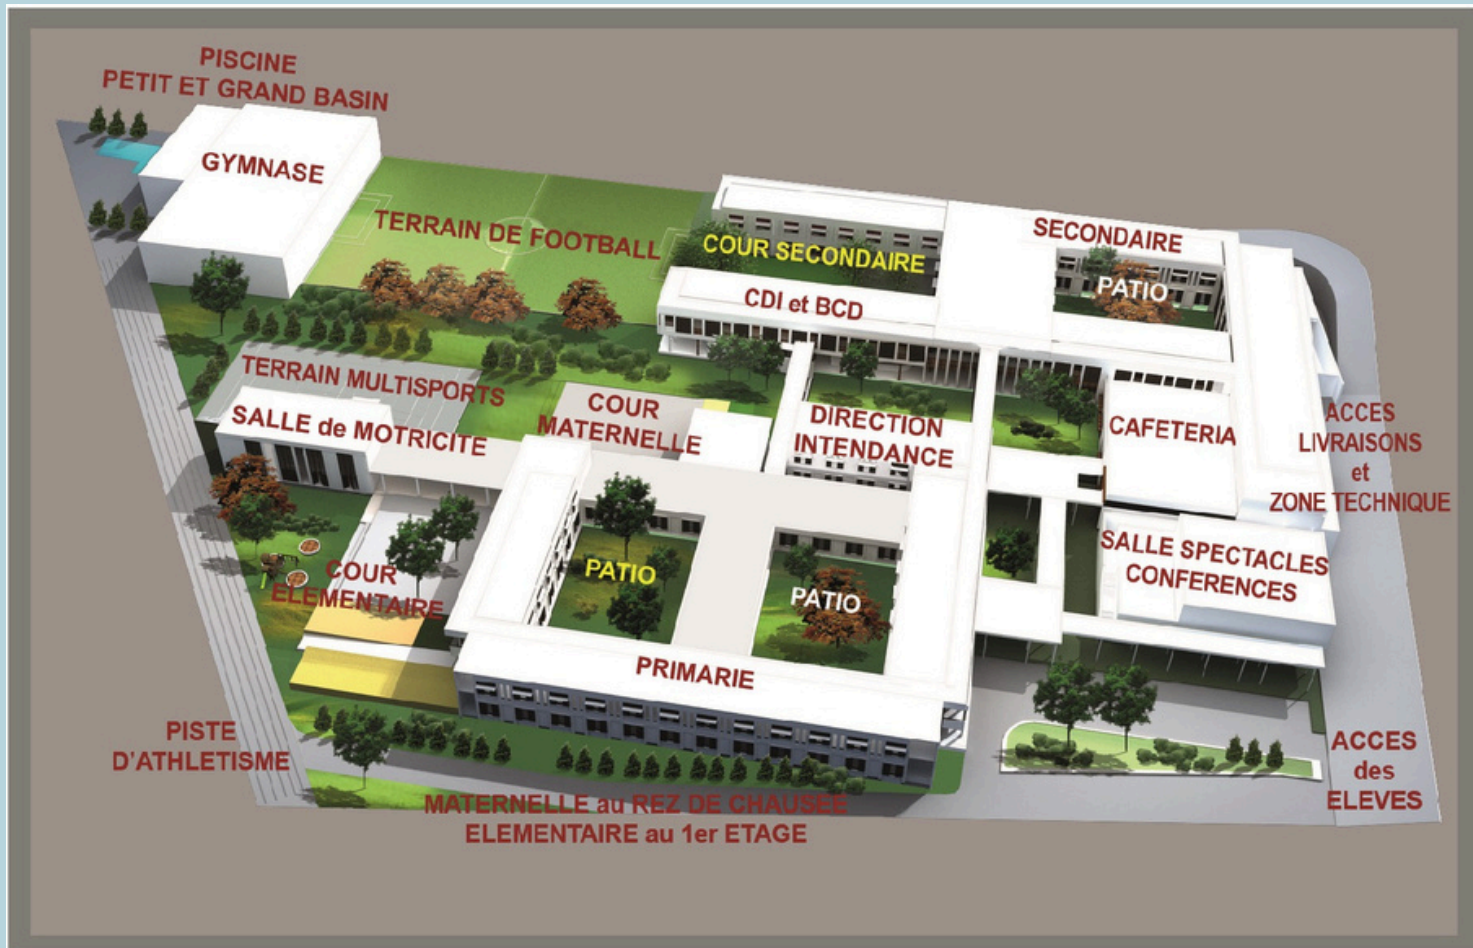 PISCINE
PETIT ET GRAND BASIN
GYMNASE
TERRAIN DE FOOTBALL
COUR SECONDAIRE
SECONDAIRE
PATIO
CDI et BCD
TERRAIN MULTISPORTS
SALLE de MOTRICITE
COUR
MATERNELLE
DIRECTION
INTENDANCE
CAFETERIA
ACCES
LIVRAISONS
et
ZONE TECHNIQUE
SALLE SPECTACLES
CONFERENCES
COUR
ELEMENTAIRE
PATIO
PATIO
PRIMARIE
PISTE
D'ATHLETISME
ACCES
des
ELEVES
MATERNELLE au REZ DE CHAUSEE
ELEMENTAIRE au 1er ETAGE